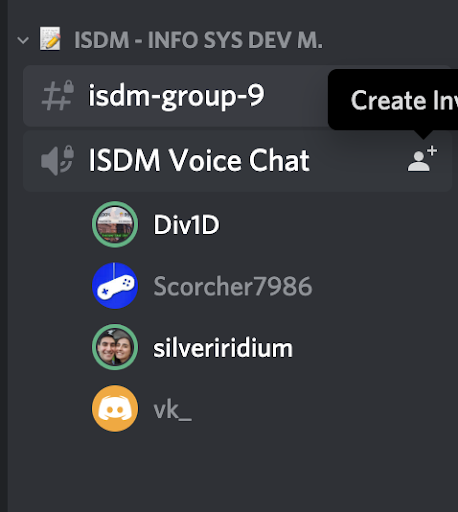 ISDM - INFO SYS DEV M.
isdm-group-9
Create Inv
ISDM Voice Chat
Div1D
Scorcher7986
silveriridium
vk_